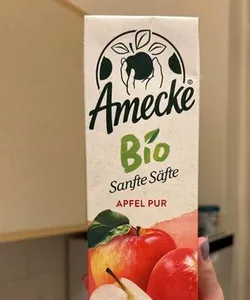 Amecke®
Bio
Sanfte Säfte
APFEL PUR